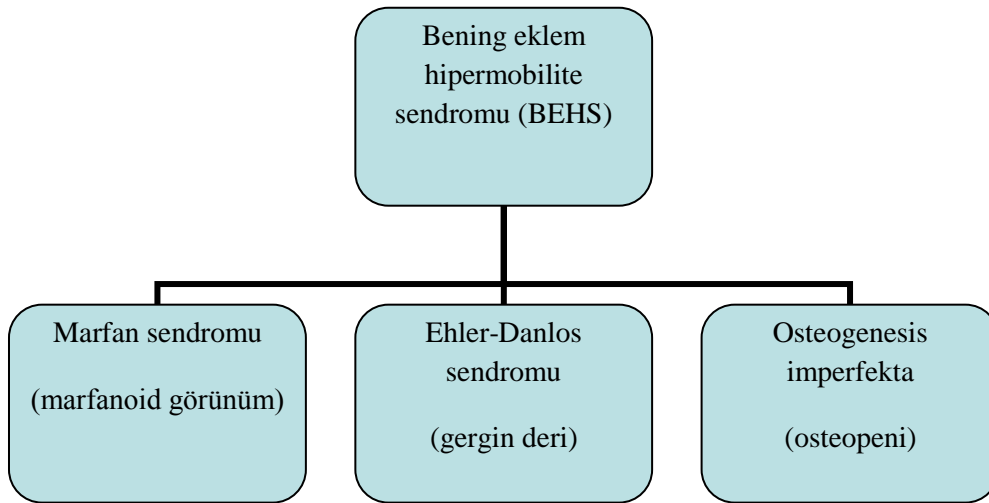 Bening eklem
hipermobilite
sendromu (BEHS)
Marfan sendromu
(marfanoid görünüm)
Ehler-Danlos
sendromu
(gergin deri)
Osteogenesis
imperfekta
(osteopeni)